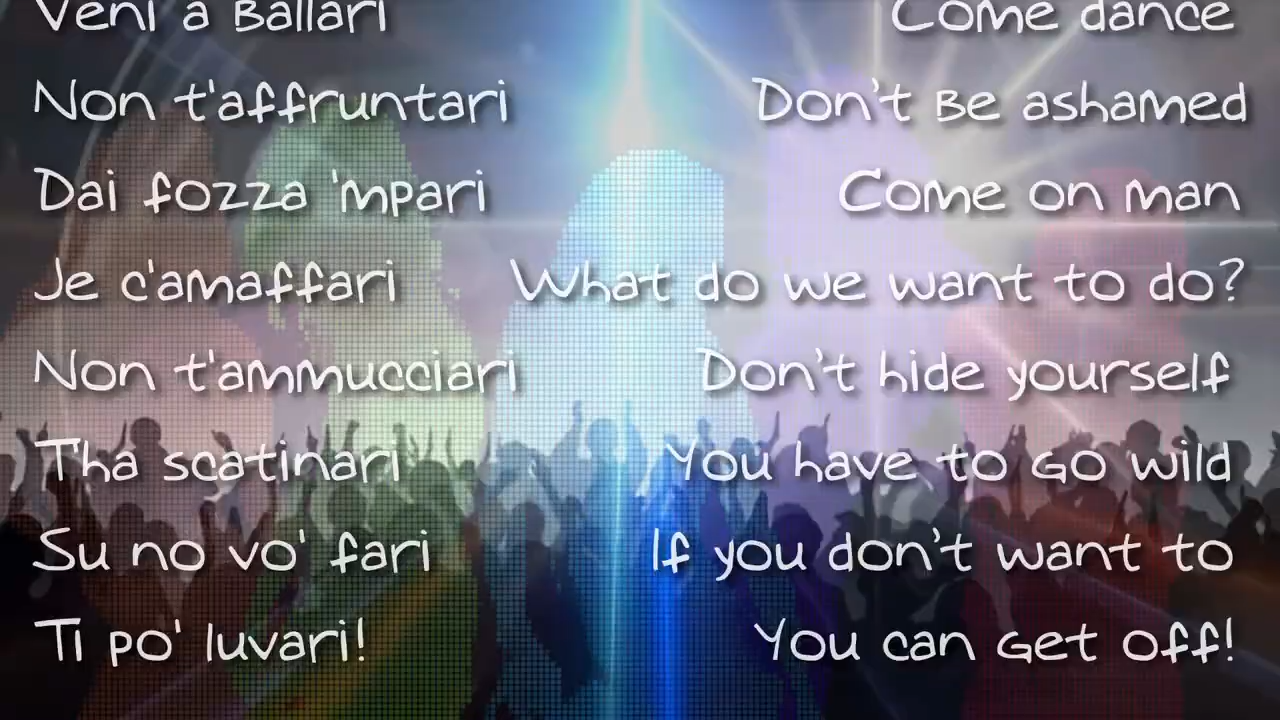 Veni a Ballari Come dance
Non t'affruntari Don't Be ashamed
Dai fozza 'mpari Come on man
Je c'amaffari What do we want to do?
Non t'ammucciari Don't hide yourself
T'ha scatinari You have to Go wild
Su no vo' fari If you don't want to
Ti po' luvari! You can Get off!